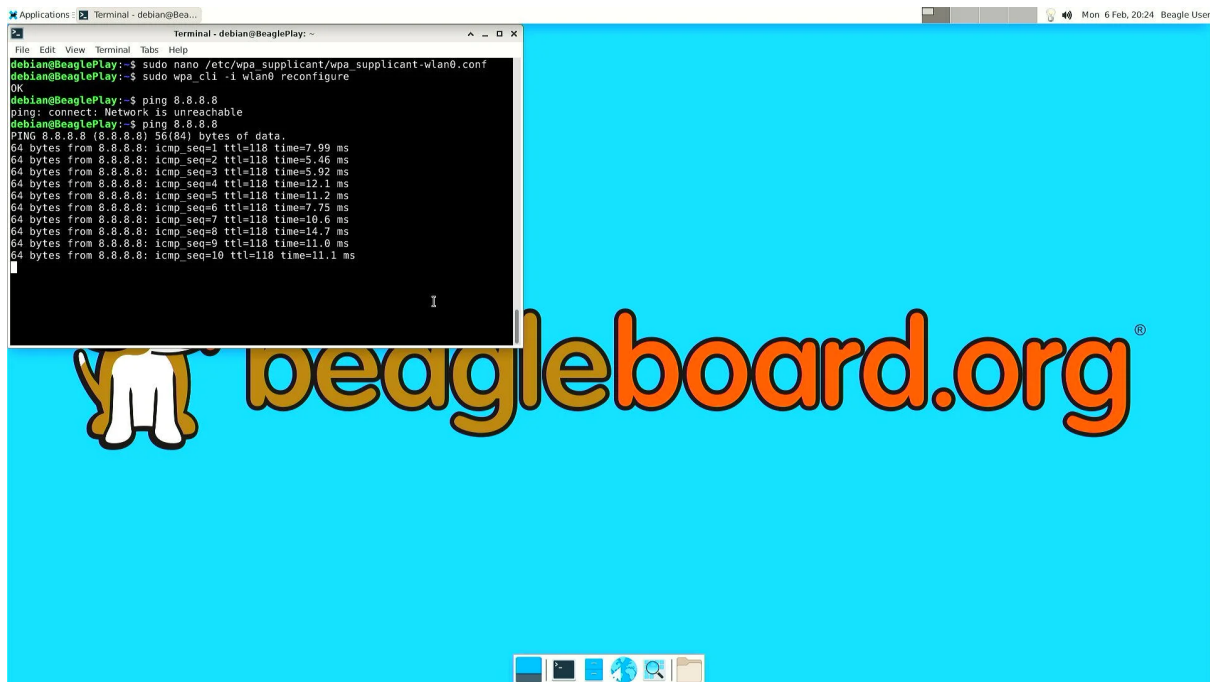 Applications
Terminal - debian@Bea...
Mon 6 Feb, 20:24 Beagle User
Terminal - debian@BeaglePlay: ~
File Edit View Terminal Tabs Help
debian@BeaglePlay:~$ sudo nano /etc/wpa_supplicant/wpa_supplicant-wlan0.conf
debian@BeaglePlay:~$ sudo wpa_cli -i wlan0 reconfigure
OK
debian@BeaglePlay:~$ ping 8.8.8.8
ping: connect: Network is unreachable
debian@BeaglePlay:~$ ping 8.8.8.8
PING 8.8.8.8 (8.8.8.8) 56(84) bytes of data.
64 bytes from 8.8.8.8: icmp_seq=1 ttl=118 time=7.99 ms
64 bytes from 8.8.8.8: icmp_seq=2 ttl=118 time=5.46 ms
64 bytes from 8.8.8.8: icmp_seq=3 ttl=118 time=5.92 ms
64 bytes from 8.8.8.8: icmp_seq=4 ttl=118 time=12.1 ms
64 bytes from 8.8.8.8: icmp_seq=5 ttl=118 time=11.2 ms
64 bytes from 8.8.8.8: icmp_seq=6 ttl=118 time=7.75 ms
64 bytes from 8.8.8.8: icmp_seq=7 ttl=118 time=10.6 ms
64 bytes from 8.8.8.8: icmp_seq=8 ttl=118 time=14.7 ms
64 bytes from 8.8.8.8: icmp_seq=9 ttl=118 time=11.0 ms
64 bytes from 8.8.8.8: icmp_seq=10 ttl=118 time=11.1 ms
beagleboard.org®